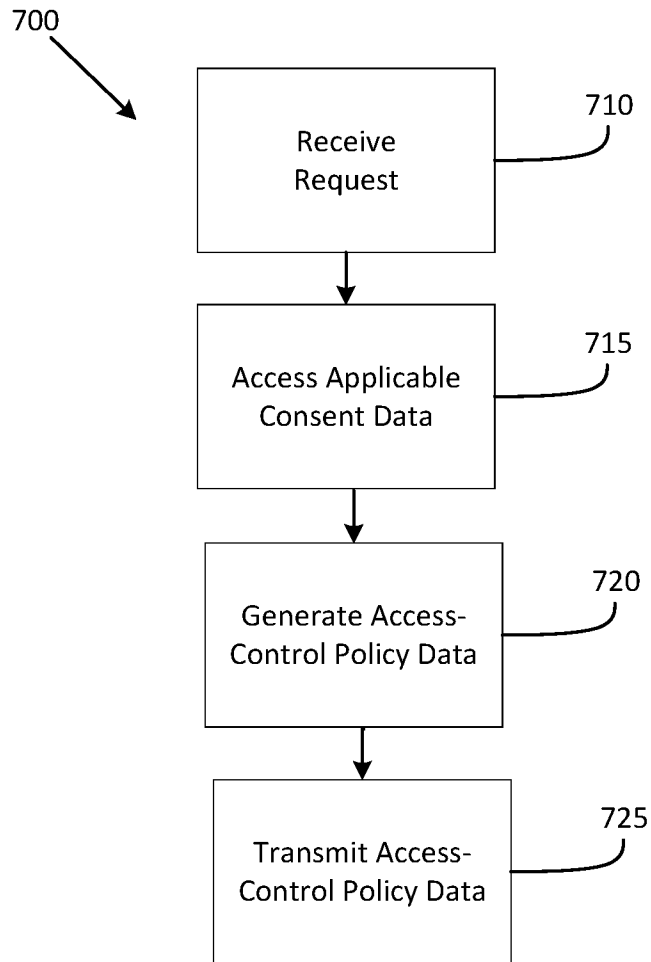 700
710
Receive
Request
715
Access Applicable
Consent Data
720
Generate Access-
Control Policy Data
725
Transmit Access-
Control Policy Data